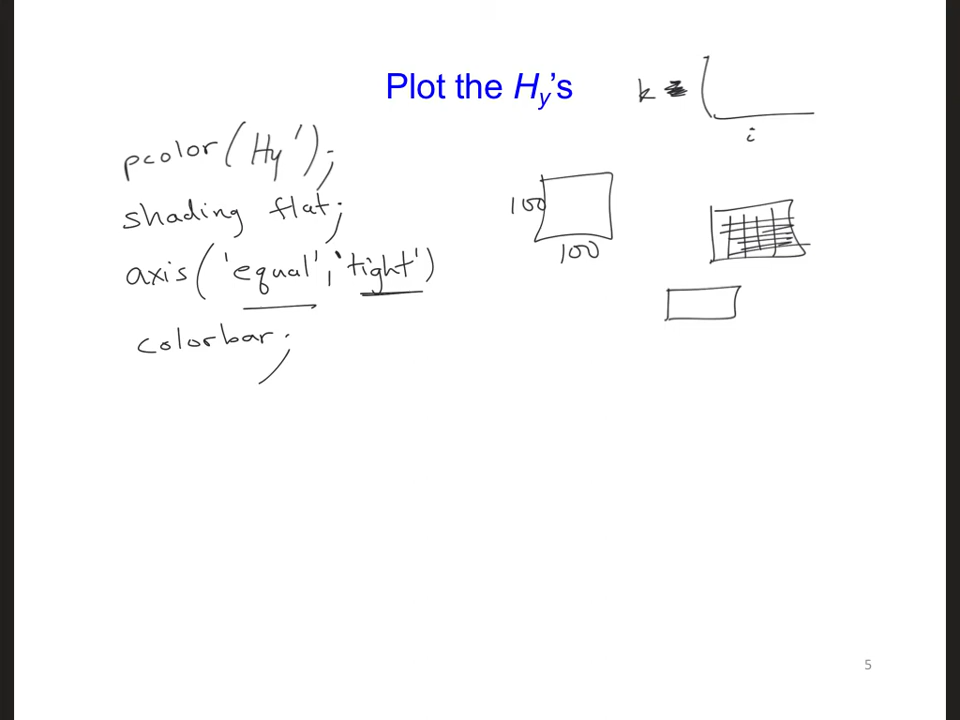 Plot the Hy's
k
i
pcolor(Hy');
shading flat;
axis('equal','tight')
colorbar;
100
100
5